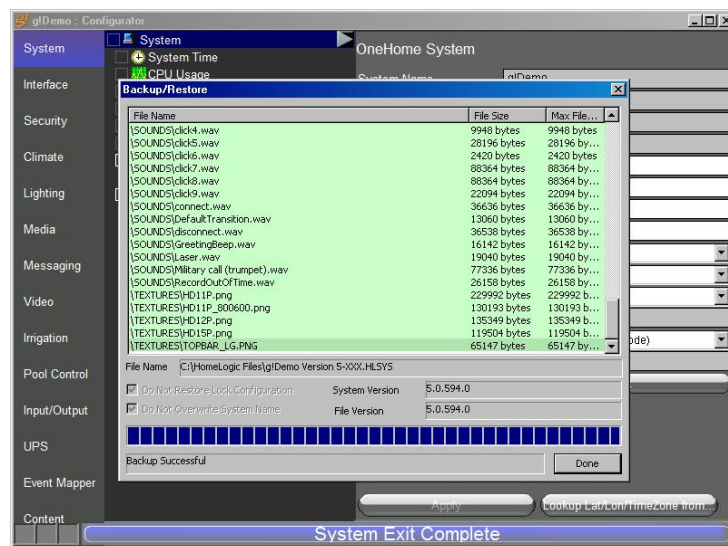 g!Demo : Configurator
System
Interface
Security
Climate
Lighting
Media
Messaging
Video
Irrigation
Pool Control
Input/Output
UPS
Event Mapper
Content
System
System Time
CPU Usage
OneHome System
System Name
g!Demo
Backup/Restore
File Name File Size Max File...
\SOUNDS\click4.wav 9948 bytes 9948 bytes
\SOUNDS\click5.wav 28196 bytes 28196 by...
\SOUNDS\click6.wav 2420 bytes 2420 bytes
\SOUNDS\click7.wav 88364 bytes 88364 by...
\SOUNDS\click8.wav 88364 bytes 88364 by...
\SOUNDS\click9.wav 22094 bytes 22094 by...
\SOUNDS\connect.wav 36636 bytes 36636 by...
\SOUNDS\DefaultTransition.wav 13060 bytes 13060 by...
\SOUNDS\disconnect.wav 36538 bytes 36538 by...
\SOUNDS\GreetingBeep.wav 16142 bytes 16142 by...
\SOUNDS\Laser.wav 19040 bytes 19040 by...
\SOUNDS\Military call (trumpet).wav 77336 bytes 77336 by...
\SOUNDS\RecordOutOfTime.wav 26158 bytes 26158 by...
\TEXTURES\HD11P.png 229992 bytes 229992 b...
\TEXTURES\HD11P_800600.png 130193 bytes 130193 b...
\TEXTURES\HD12P.png 135349 bytes 135349 b...
\TEXTURES\HD15P.png 119504 bytes 119504 b...
\TEXTURES\TOPBAR_LG.PNG 65147 bytes 65147 by...
File Name C:\HomeLogic Files\g!Demo Version 5-XXX.HLSYS
Do Not Restore Lock Configuration System Version 5.0.594.0
Do Not Overwrite System Name File Version 5.0.594.0
Backup Successful
Done
ode)
Apply
Lookup Lat/Lon/TimeZone from...
System Exit Complete